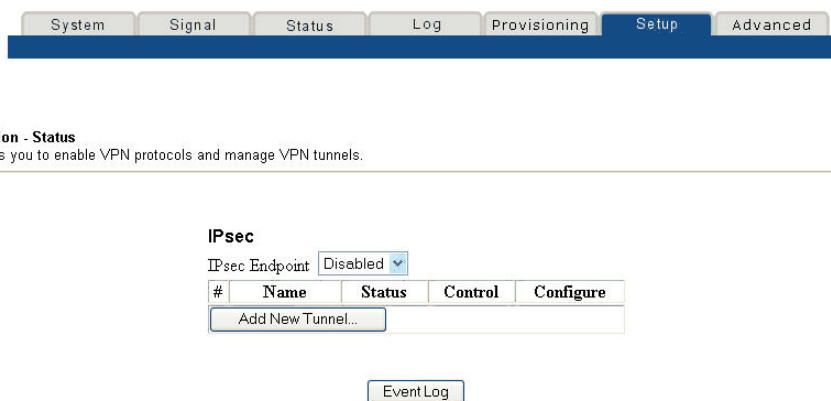 System Signal Status Log Provisioning Setup Advanced
on - Status
s you to enable VPN protocols and manage VPN tunnels.
IPsec
IPsec Endpoint Disabled
# Name Status Control Configure
Add New Tunnel...
Event Log